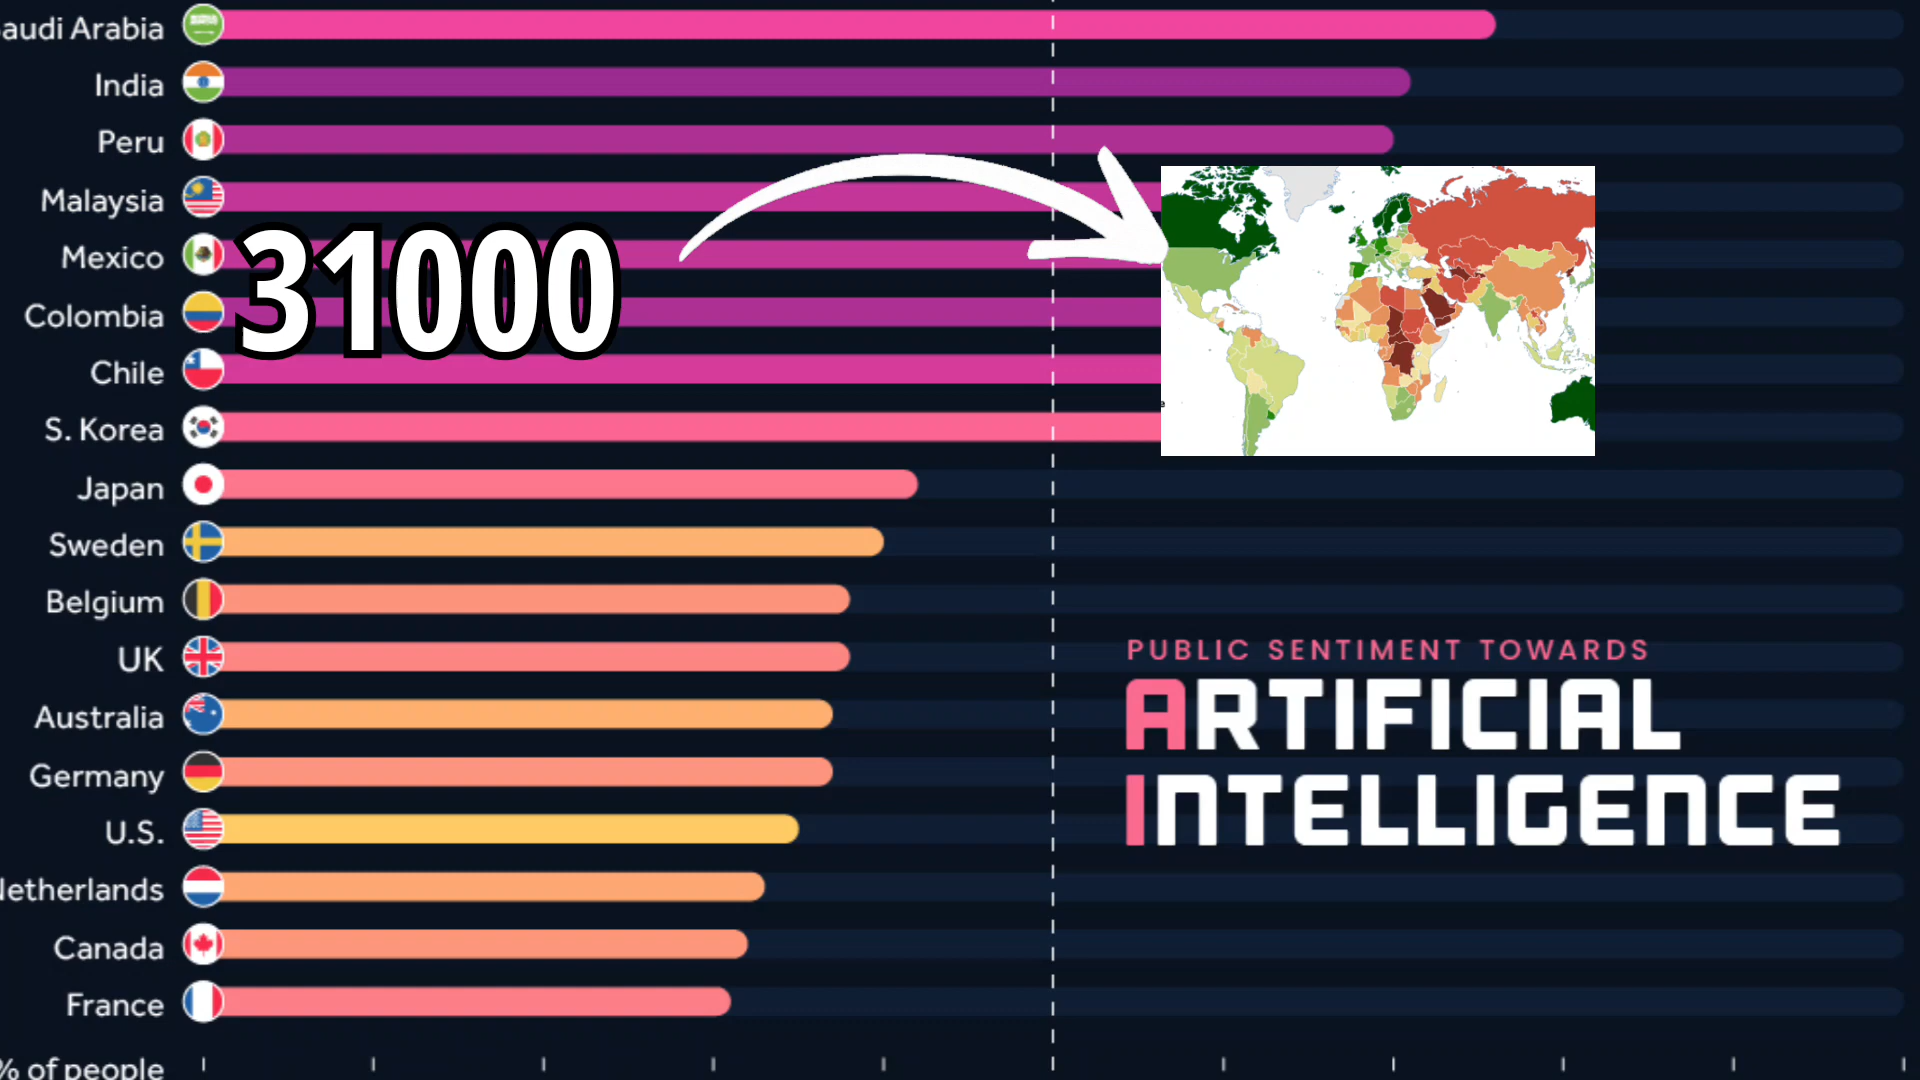 audi Arabia
India
Peru
Malaysia
Mexico
Colombia
Chile
S. Korea
Japan
Sweden
Belgium
UK
Australia
Germany
U.S.
etherlands
Canada
France
% of people
31000
PUBLIC SENTIMENT TOWARDS
ARTIFICIAL
INTELLIGENCE